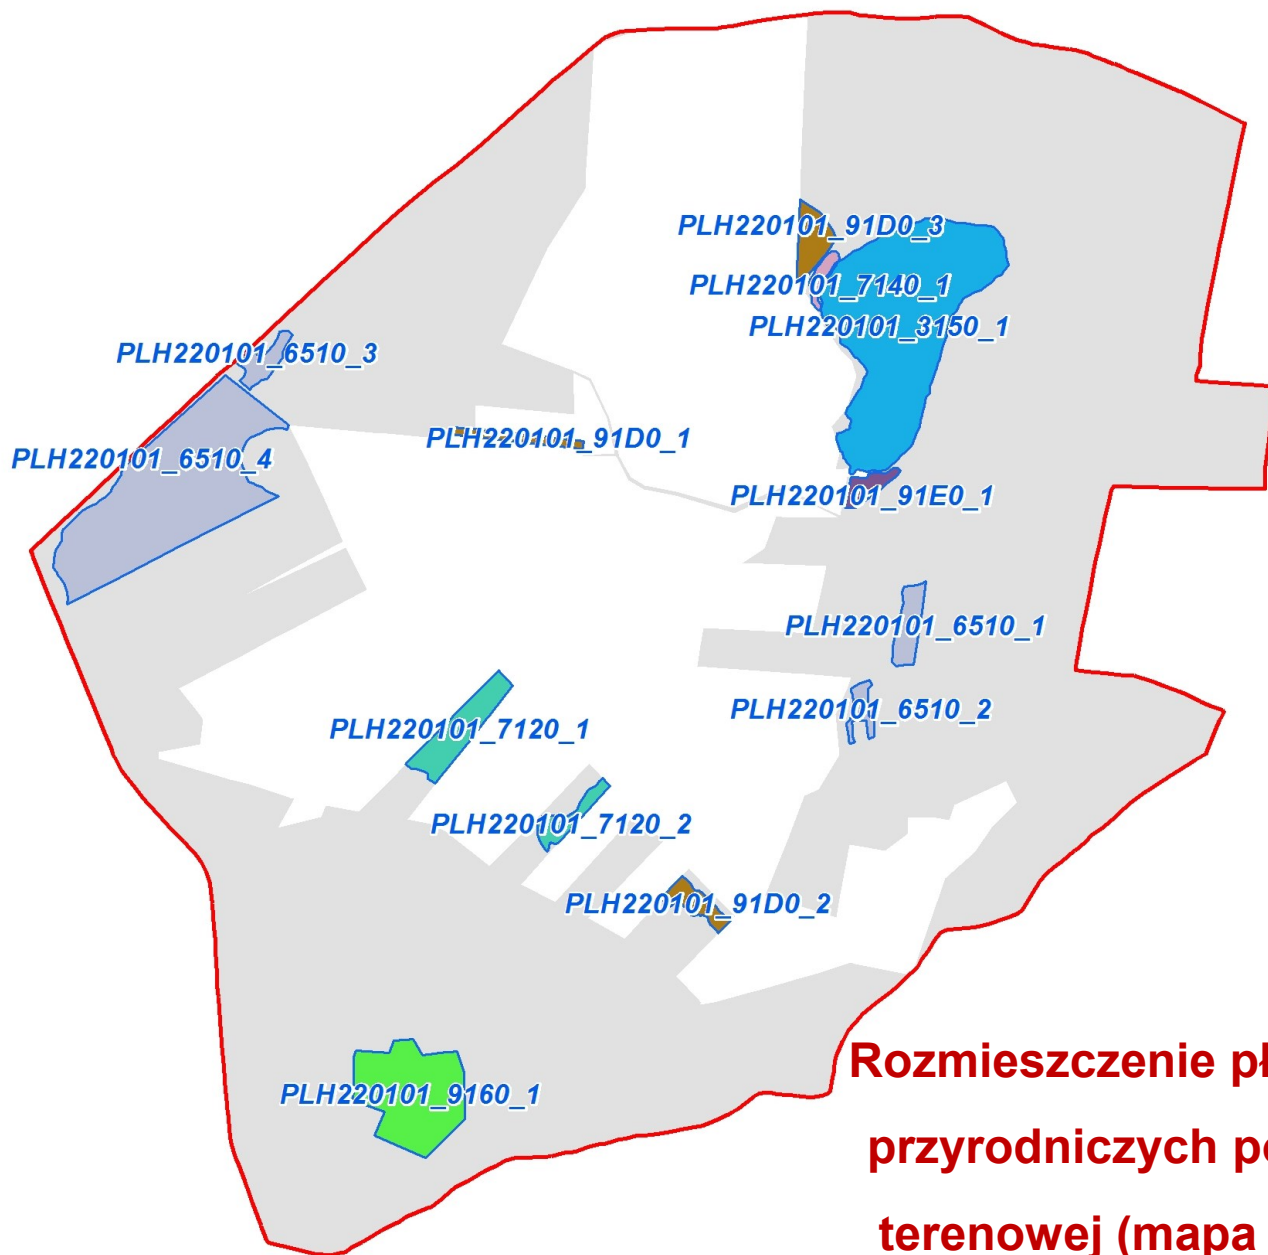 PLH220101_91D0_3
PLH220101_7140_1
PLH220101_3150_1
PLH220101_6510_3
PLH220101_91D0_1
PLH220101_6510_4
PLH220101_91E0_1
PLH220101_6510_1
PLH220101_6510_2
PLH220101_7120_1
PLH220101_7120_2
PLH220101_91D0_2
PLH220101_9160_1
Rozmieszczenie
przyrodniczych
terenowej (mapa